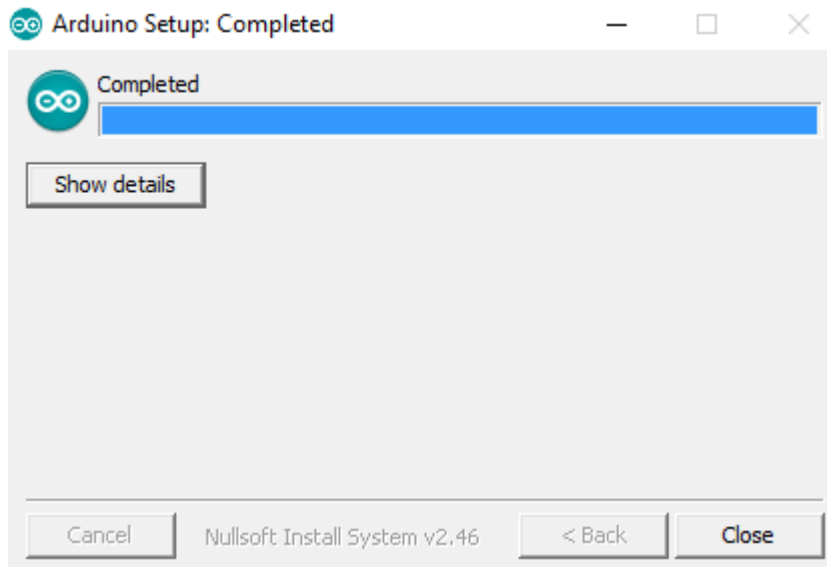 Arduino Setup: Completed
Completed
Show details
Cancel
Nullsoft Install System v2.46
< Back
Close